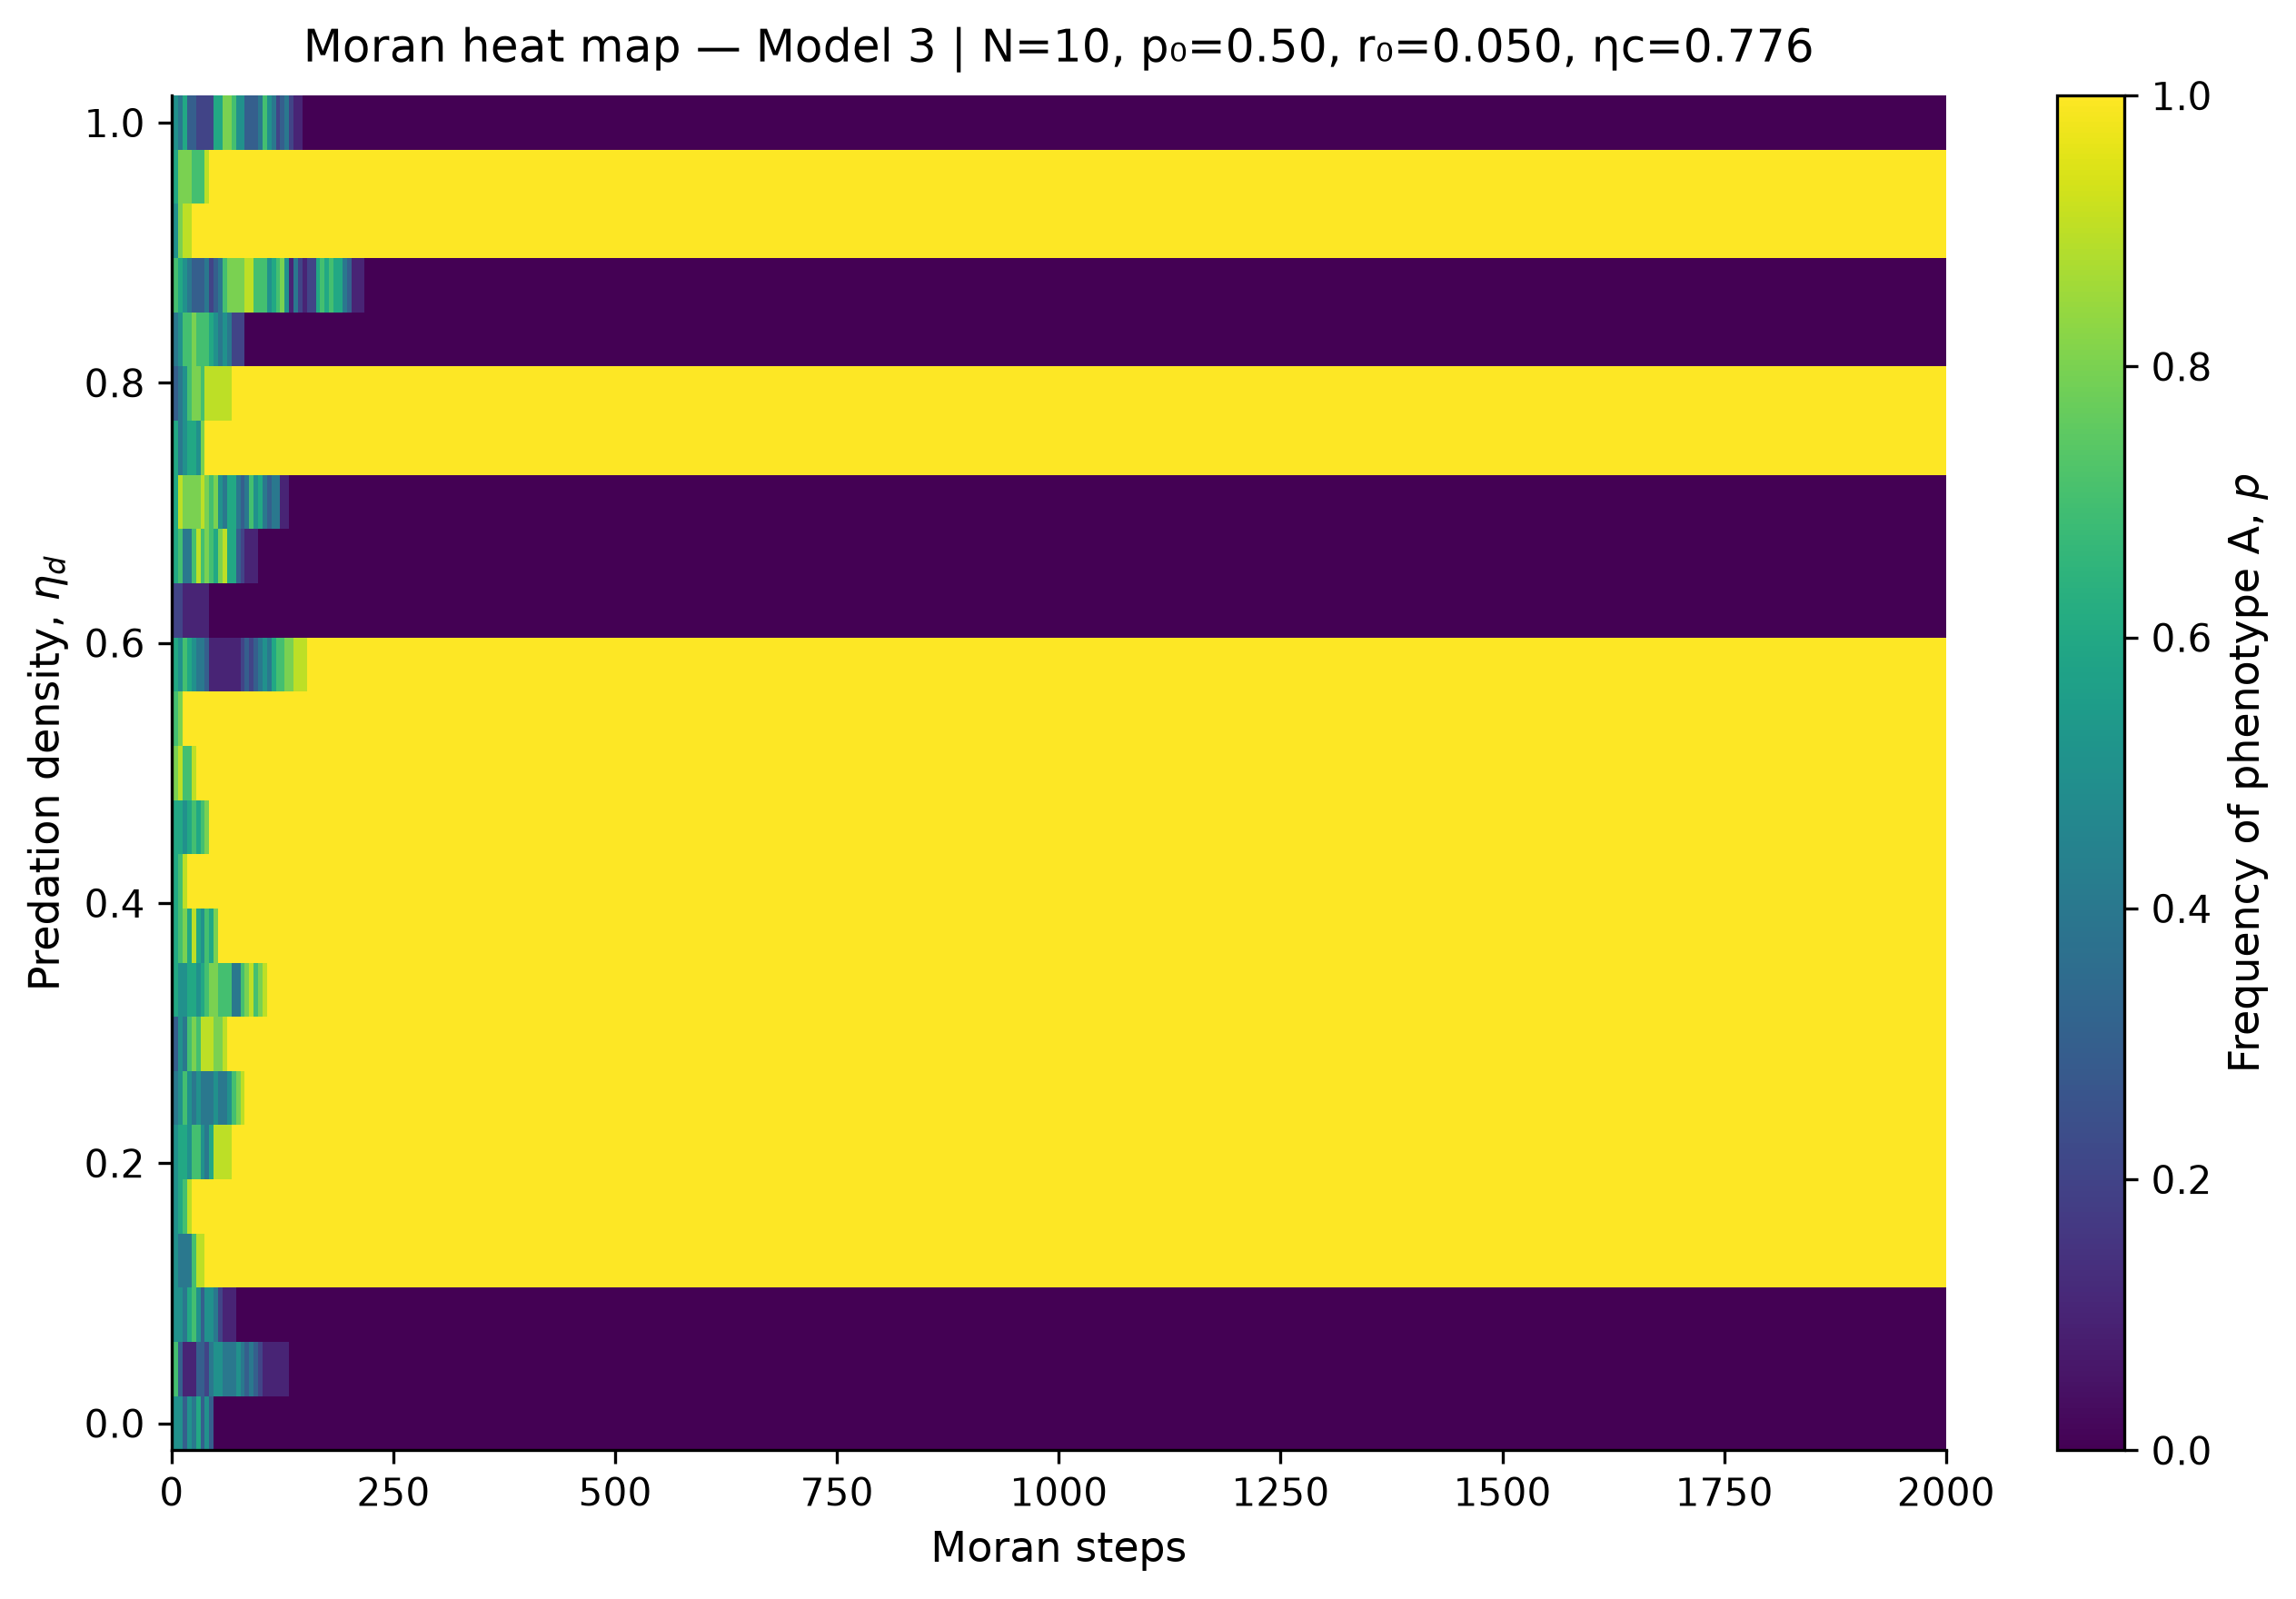 Moran heat map — Model 3 | N=10, p₀=0.50, r₀=0.050, ηc=0.776
Predation density, η_d
1.0
0.8
0.6
0.4
0.2
0.0
0 250 500 750 1000 1250 1500 1750 2000
Moran steps
1.0
0.8
0.6
0.4
0.2
0.0
Frequency of phenotype A, p